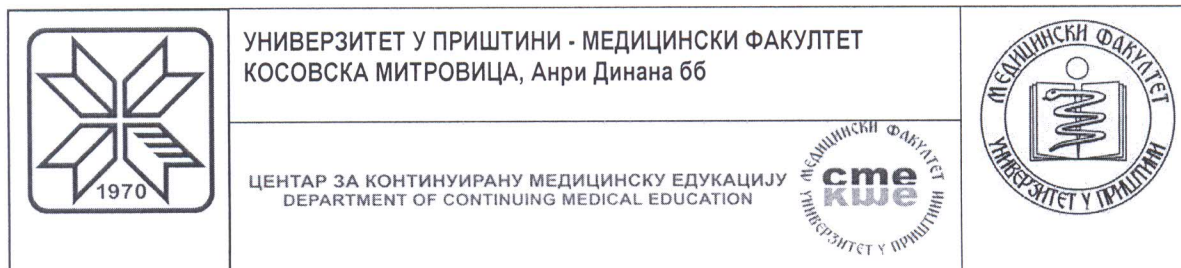 1970
УНИВЕРЗИТЕТ У ПРИШТИНИ - МЕДИЦИНСКИ ФАКУЛТЕТ
КОСОВСКА МИТРОВИЦА, Анри Динана бб
ЦЕНТАР ЗА КОНТИНУИРАНУ МЕДИЦИНСКУ ЕДУКАЦИЈУ
DEPARTMENT OF CONTINUING MEDICAL EDUCATION
МЕДИЦИНСКИ ФАКУЛТЕТ
cme
кме
УНИВЕРЗИТЕТ У ПРИШТИНИ
МЕДИЦИНСКИ ФАКУЛТЕТ
УНИВЕРЗИТЕТ У ПРИШТИНИ